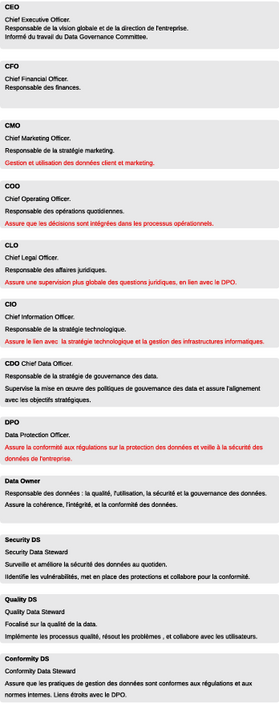 CEO
Chief Executive Officer.
Responsable de la vision globale et de la direction de l'entreprise.
Informé du travail du Data Governance Committee.
CFO
Chief Financial Officer.
Responsable des finances.
CMO
Chief Marketing Officer.
Responsable de la stratégie marketing.
Gestion et utilisation des données client et marketing.
COO
Chief Operating Officer.
Responsable des opérations quotidiennes.
Assure que les décisions sont intégrées dans les processus opérationnels.
CLO
Chief Legal Officer.
Responsable des affaires juridiques.
Assure une supervision plus globale des questions juridiques, en lien avec le DPO.
CIO
Chief Information Officer.
Responsable de la stratégie technologique.
Assure le lien avec la stratégie technologique et la gestion des infrastructures informatiques.
CDO Chief Data Officer.
Responsable de la stratégie de gouvernance des data.
Supervise la mise en œuvre des politiques de gouvernance des data et assure l'alignement
avec les objectifs stratégiques.
DPO
Data Protection Officer.
Assure la conformité aux régulations sur la protection des données et veille à la sécurité des
données de l'entreprise.
Data Owner
Responsable des données : la qualité, l'utilisation, la sécurité et la gouvernance des données.
Assure la cohérence, l'intégrité, et la conformité des données.
Security DS
Security Data Steward
Surveille et améliore la sécurité des données au quotien.
IIdentifie les vulnérabilités, met en place des protections et collabore pour la conformité.
Quality DS
Quality Data Steward
Focalisé sur la qualité de la data.
Implémente les processus qualité, résout les problèmes , et collabore avec les utilisateurs.
Conformity DS
Conformity Data Steward
Assure que les pratiques de gestion des données sont conformes aux régulations et aux
normes internes. Liens étroits avec le DPO.